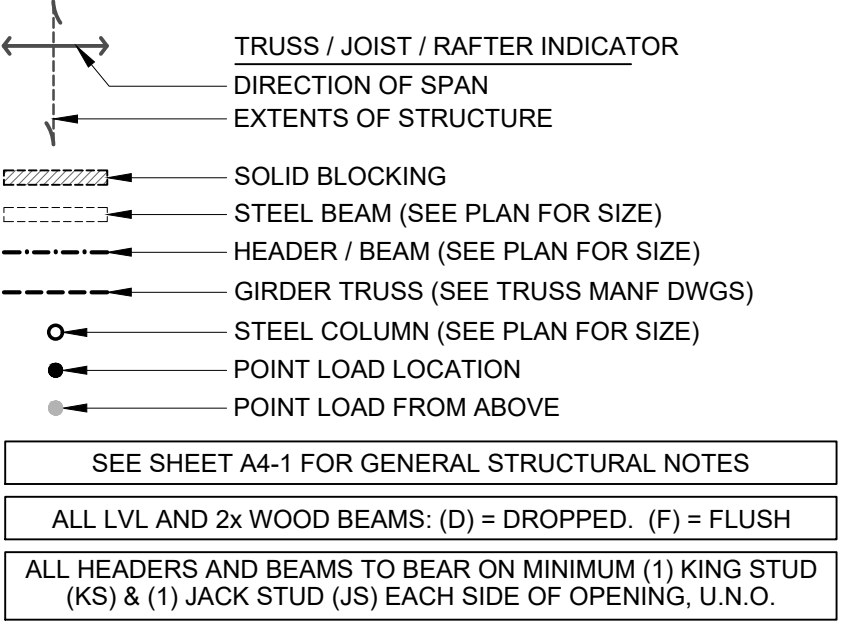 TRUSS / JOIST / RAFTER INDICATOR
DIRECTION OF SPAN
EXTENTS OF STRUCTURE
SOLID BLOCKING
STEEL BEAM (SEE PLAN FOR SIZE)
HEADER / BEAM (SEE PLAN FOR SIZE)
GIRDER TRUSS (SEE TRUSS MANF DWGS)
STEEL COLUMN (SEE PLAN FOR SIZE)
POINT LOAD LOCATION
POINT LOAD FROM ABOVE
SEE SHEET A4-1 FOR GENERAL STRUCTURAL NOTES
ALL LVL AND 2x WOOD BEAMS: (D) = DROPPED.  (F) = FLUSH
ALL HEADERS AND BEAMS TO BEAR ON MINIMUM (1) KING STUD
(KS) & (1) JACK STUD (JS) EACH SIDE OF OPENING, U.N.O.